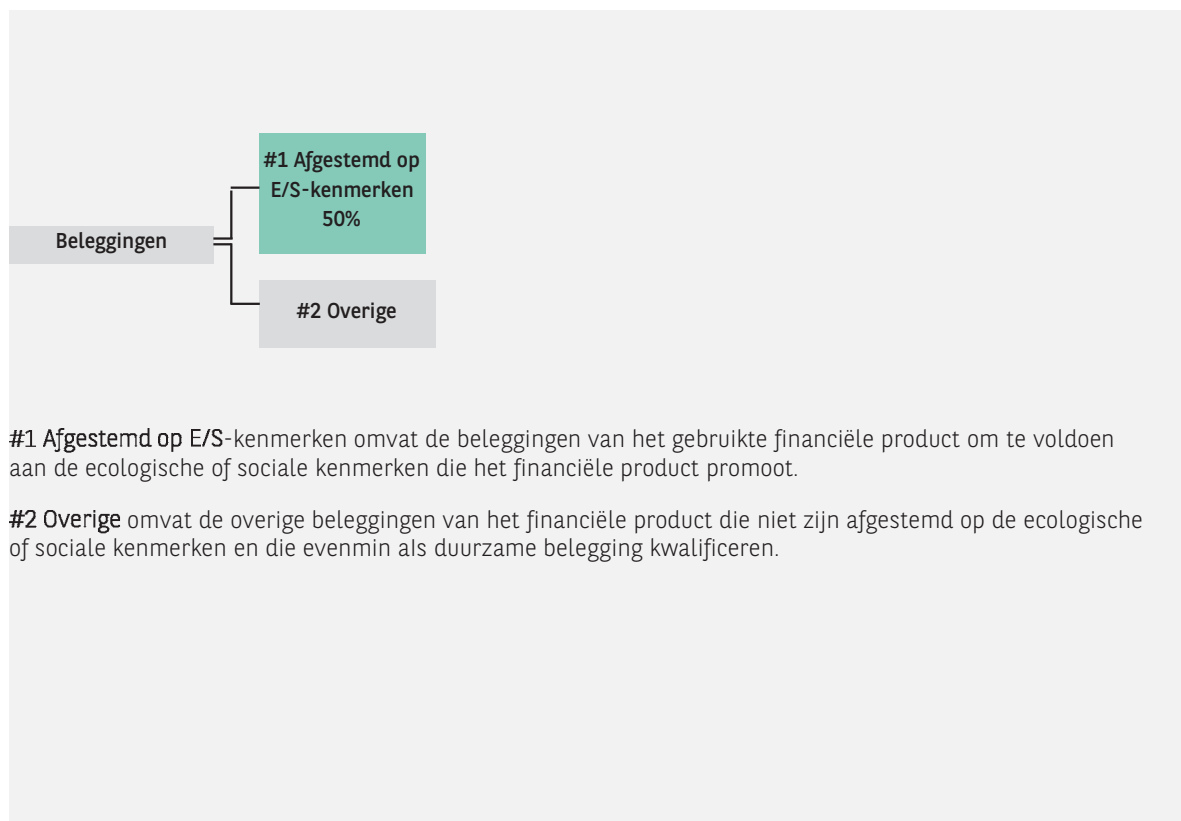 #1 Afgestemd op
E/S-kenmerken
50%
Beleggingen
#2 Overige
#1 Afgestemd op E/S-kenmerken omvat de beleggingen van het gebruikte financiële product om te voldoen
aan de ecologische of sociale kenmerken die het financiële product promoot.
#2 Overige omvat de overige beleggingen van het financiële product die niet zijn afgestemd op de ecologische
of sociale kenmerken en die evenmin als duurzame belegging kwalificeren.